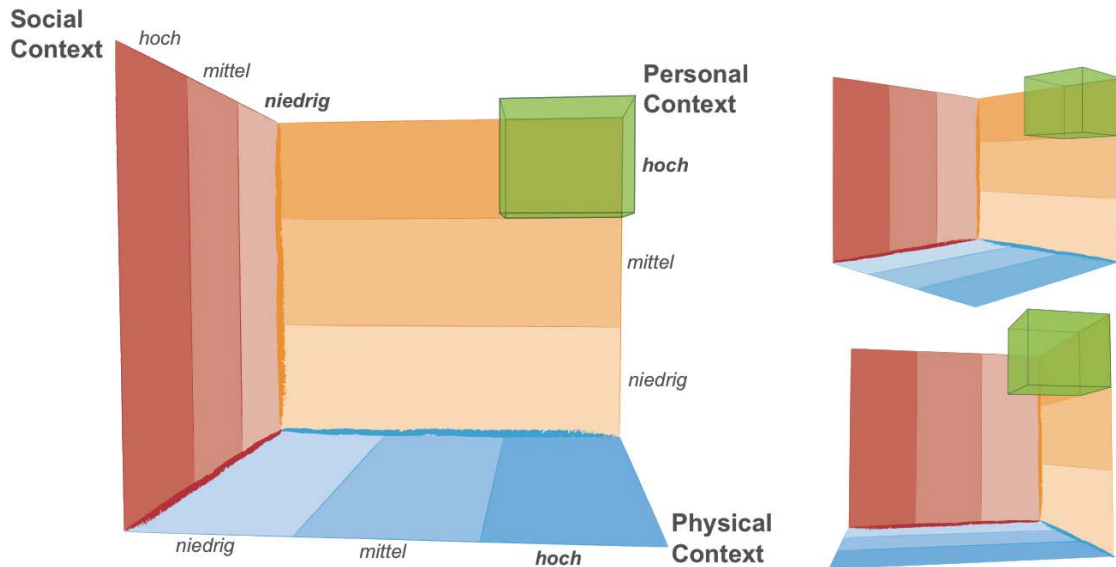 Social
Context
hoch
mittel
niedrig
Personal
Context
hoch
mittel
niedrig
niedrig
mittel
hoch
Physical
Context